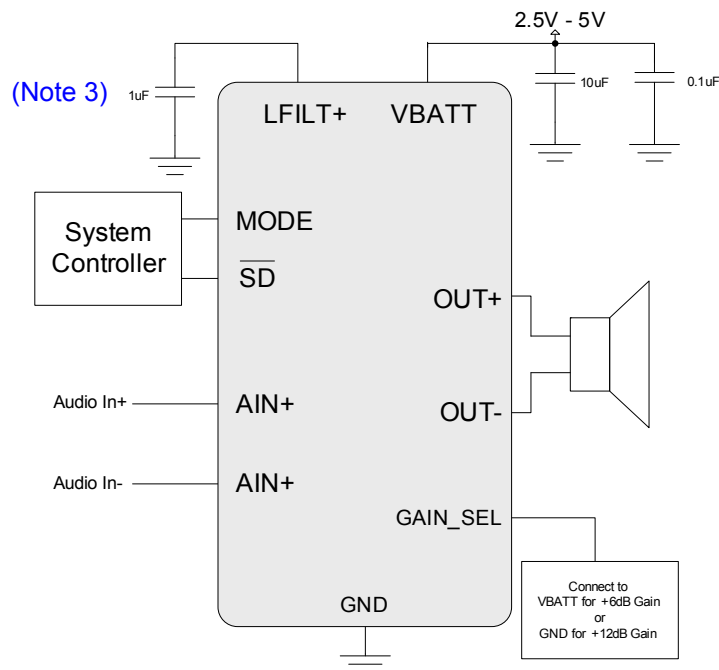 2.5V - 5V
(Note 3)
1uF
10uF
0.1uF
LFILT+
VBATT
System
Controller
MODE
SD
OUT+
Audio In+
AIN+
OUT-
Audio In-
AIN+
GAIN_SEL
Connect to
VBATT for +6dB Gain
or
GND for +12dB Gain
GND